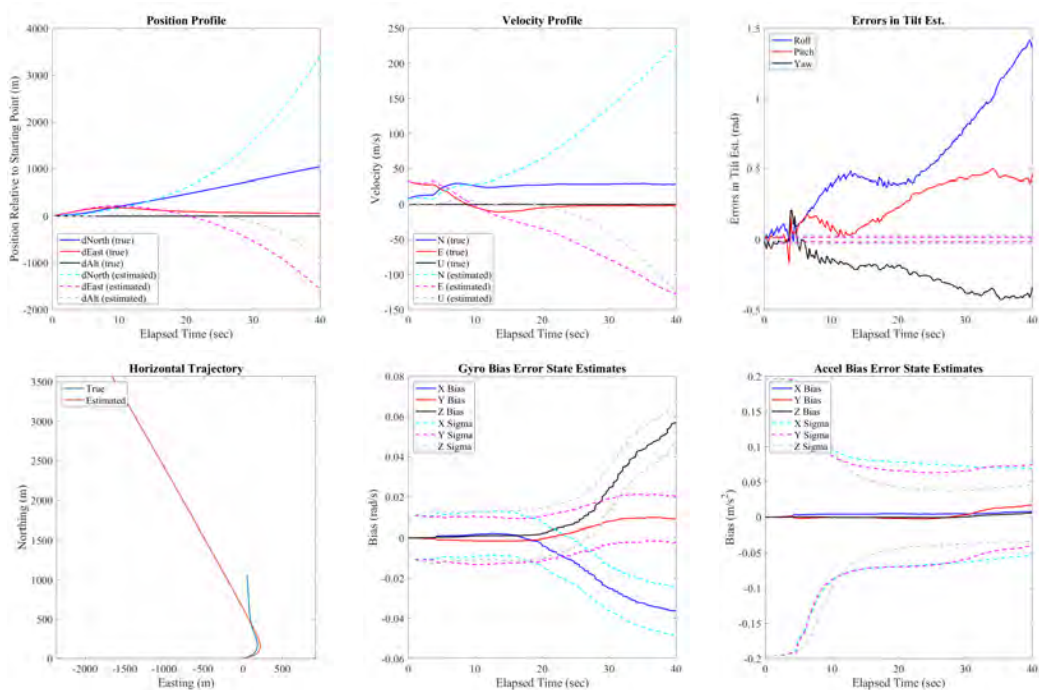 Position Profile
Position Relative to Starting Point (m)
4000
3000
2000
1000
0
-1000
-2000
dNorth (true)
dEast (true)
dAlt (true)
dNorth (estimated)
dEast (estimated)
dAlt (estimated)
0 10 20 30 40
Elapsed Time (sec)
Velocity Profile
Velocity (m/s)
250
200
150
100
50
0
-50
-100
-150
N (true)
E (true)
U (true)
N (estimated)
E (estimated)
U (estimated)
0 10 20 30 40
Elapsed Time (sec)
Errors in Tilt Est.
Errors in Tilt Est. (rad)
1.5
1
0.5
0
-0.5
Roll
Pitch
Yaw
0 10 20 30 40
Elapsed Time (sec)
Horizontal Trajectory
Northing (m)
3500
3000
2500
2000
1500
1000
500
0
True
Estimated
-2000 -1500 -1000 -500 0 500
Easting (m)
Gyro Bias Error State Estimates
Bias (rad/s)
0.08
0.06
0.04
0.02
0
-0.02
-0.04
-0.06
X Bias
Y Bias
Z Bias
X Sigma
Y Sigma
Z Sigma
0 10 20 30 40
Elapsed Time (sec)
Accel Bias Error State Estimates
Bias (m/s²)
0.2
0.15
0.1
0.05
0
-0.05
-0.1
-0.15
-0.2
X Bias
Y Bias
Z Bias
X Sigma
Y Sigma
Z Sigma
0 10 20 30 40
Elapsed Time (sec)